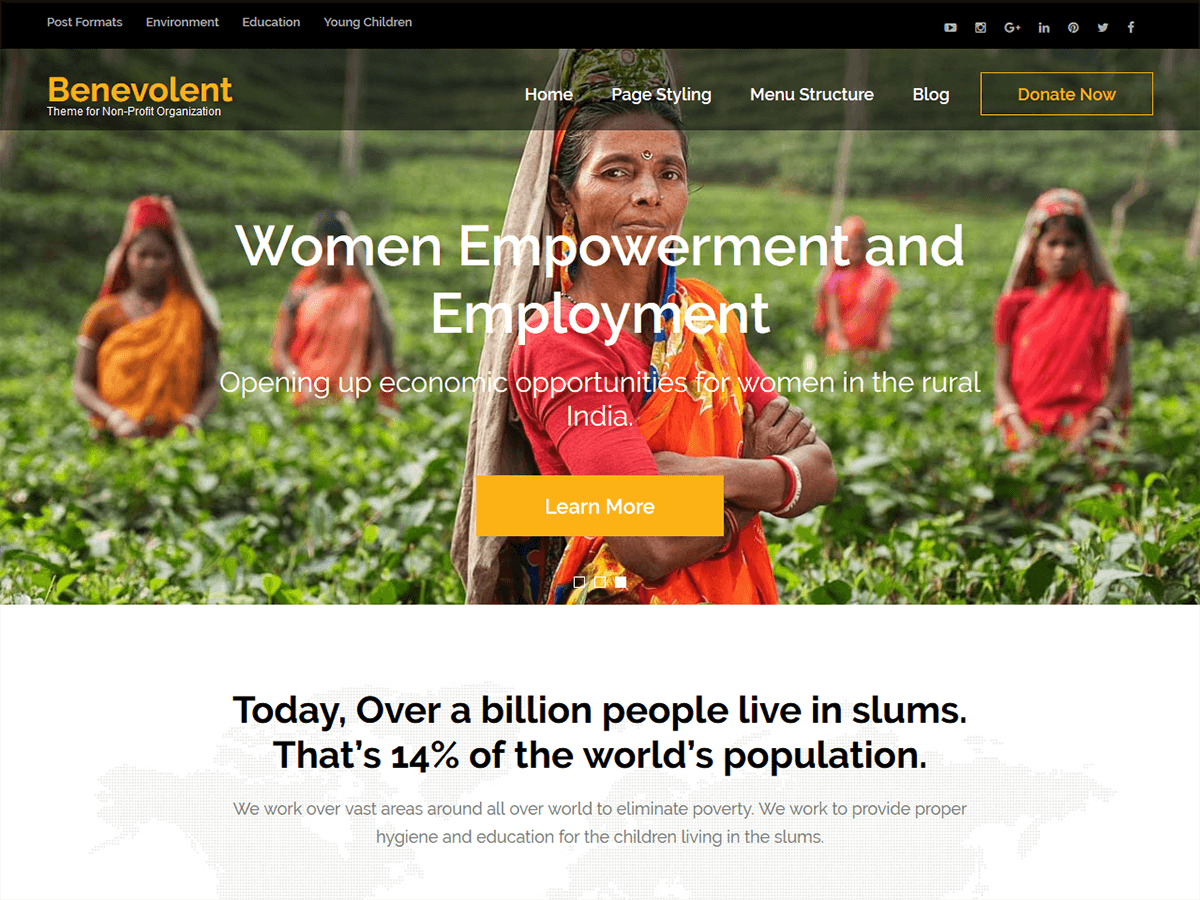 Post Formats Environment Education Young Children
Benevolent
Theme for Non-Profit Organization
Home Page Styling Menu Structure Blog Donate Now
Women Empowerment and
Employment
Opening up economic opportunities for women in the rural
India.
Learn More
Today, Over a billion people live in slums.
That’s 14% of the world’s population.
We work over vast areas around all over world to eliminate poverty. We work to provide proper
hygiene and education for the children living in the slums.